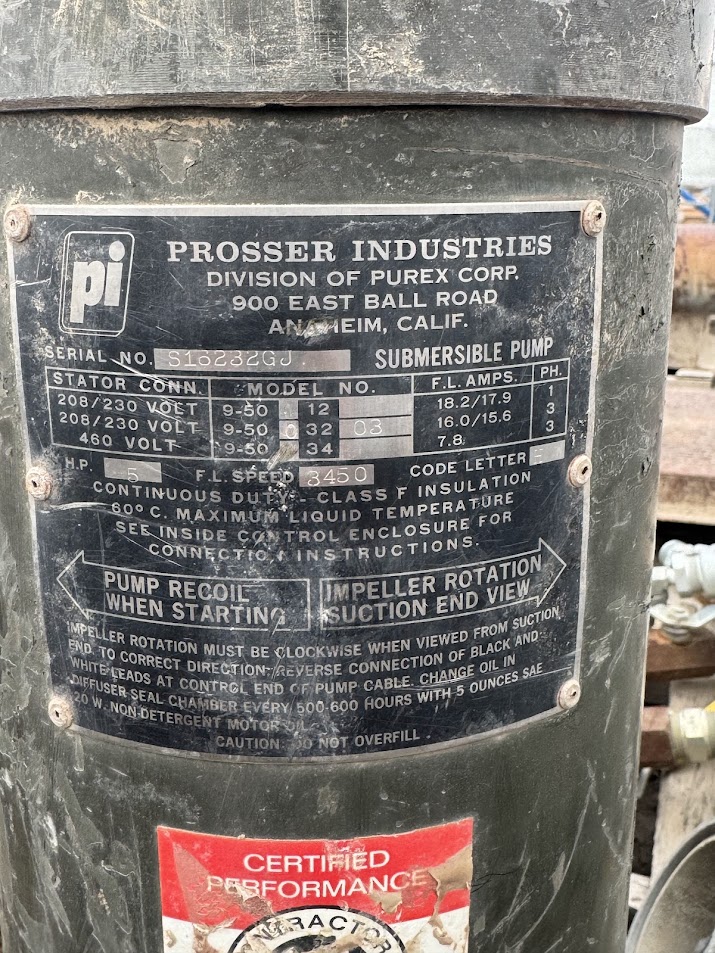 pi
PROSSER INDUSTRIES
DIVISION OF PUREX CORP.
900 EAST BALL ROAD
ANAHEIM, CALIF.
SERIAL NO. SUBMERSIBLE PUMP
STATOR CONN. MODEL NO. F.L. AMPS. PH.
208/230 VOLT 9-50 12 18.2/17.9 1
208/230 VOLT 9-50 0 32 03 16.0/15.6 3
460 VOLT 9-50 34 7.8 3
H.P. 5 F.L. SPEED 3450 CODE LETTER
CONTINUOUS DUTY - CLASS F INSULATION
60° C. MAXIMUM LIQUID TEMPERATURE
SEE INSIDE CONTROL ENCLOSURE FOR
CONNECTION INSTRUCTIONS.
PUMP RECOIL IMPELLER ROTATION
WHEN STARTING SUCTION END VIEW
IMPELLER ROTATION MUST BE CLOCKWISE WHEN VIEWED FROM SUCTION
END. TO CORRECT DIRECTION, REVERSE CONNECTION OF BLACK AND
WHITE LEADS AT CONTROL END OF PUMP CABLE. CHANGE OIL IN
DIFFUSER SEAL CHAMBER EVERY 500-600 HOURS WITH 5 OUNCES SAE
20 W. NON-DETERGENT MOTOR OIL.
CAUTION: DO NOT OVERFILL.
CERTIFIED
PERFORMANCE
CONTRACTOR